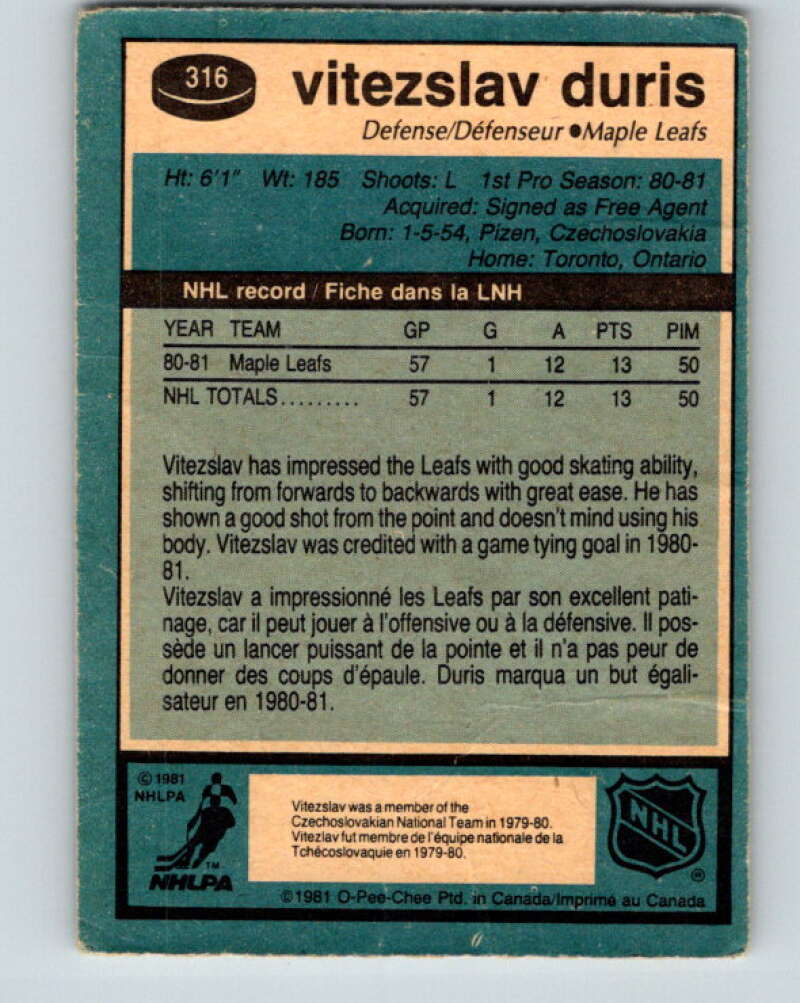 316
vitezslav duris
Defense/Défenseur ●Maple Leafs
Ht: 6'1" Wt: 185 Shoots: L 1st Pro Season: 80-81
Acquired: Signed as Free Agent
Born: 1-5-54, Pizen, Czechoslovakia
Home: Toronto, Ontario
NHL record / Fiche dans la LNH
YEAR TEAM GP G A PTS PIM
80-81 Maple Leafs 57 1 12 13 50
NHL TOTALS......... 57 1 12 13 50
Vitezslav has impressed the Leafs with good skating ability,
shifting from forwards to backwards with great ease. He has
shown a good shot from the point and doesn't mind using his
body. Vitezslav was credited with a game tying goal in 1980-
81.
Vitezslav a impressionné les Leafs par son excellent pati-
nage, car il peut jouer à l'offensive ou à la défensive. Il pos-
sède un lancer puissant de la pointe et il n'a pas peur de
donner des coups d'épaule. Duris marqua un but égali-
sateur en 1980-81.
© 1981
NHLPA
TM
NHLPA
Vitezslav was a member of the
Czechoslovakian National Team in 1979-80.
Vitezlav fut membre de l'équipe nationale de la
Tchécoslovaquie en 1979-80.
NHL
®
©1981 O-Pee-Chee Ptd. in Canada/Imprimé au Canada